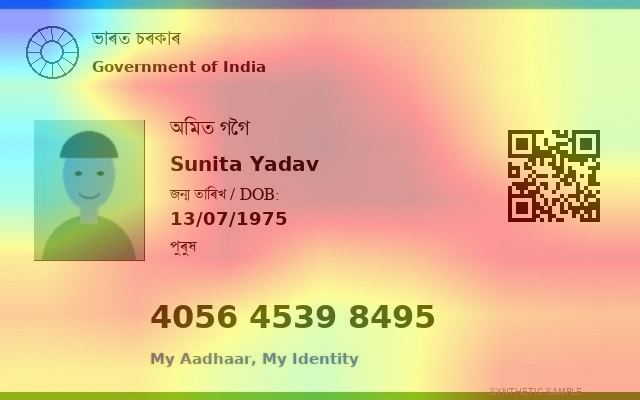 ভাৰত চৰকাৰ
Government of India
অমিত গগৈ
Sunita Yadav
জন্ম তাৰিখ / DOB:
13/07/1975
পুৰুষ
4056 4539 8495
My Aadhaar, My Identity
SYNTHETIC SAMPLE